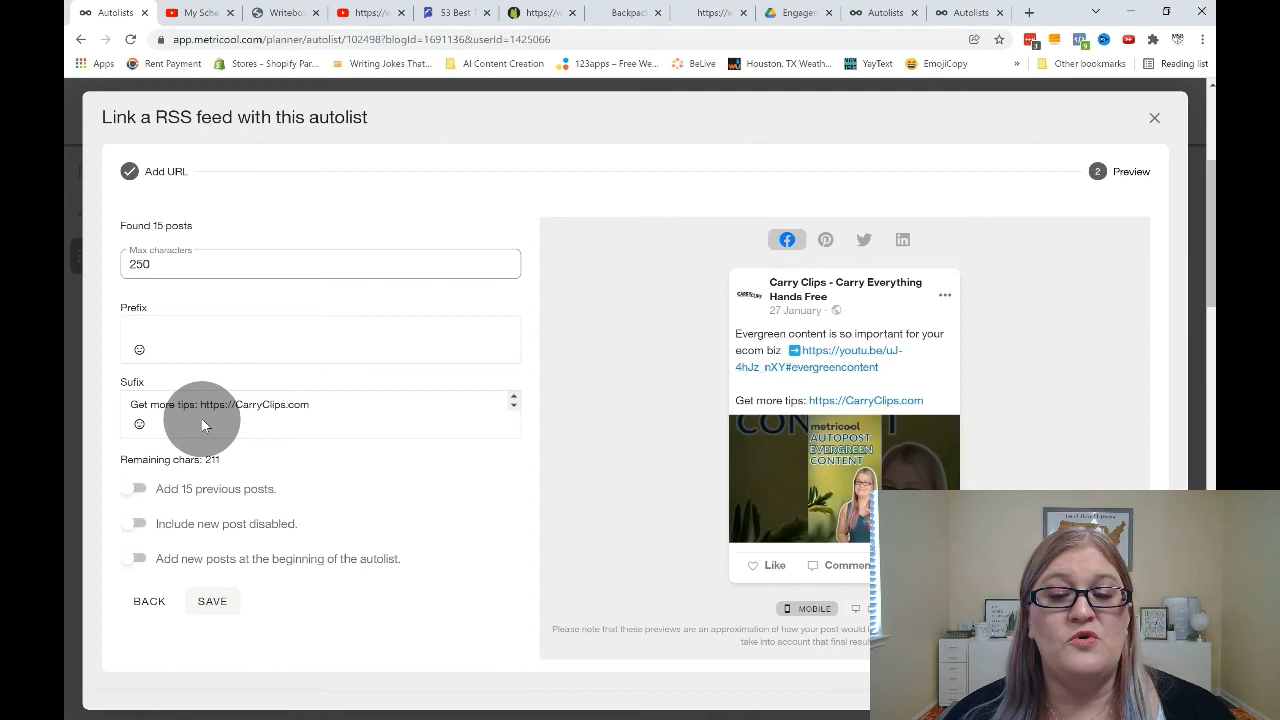 Autolists
My Sche
Writebo
https://w
53 Best T
https://w
Backpac
https://w
Engagen
Autolists
Autolists
app.metricool.com/planner/autolist/102498?blogId=1691136&userId=1425066
Apps
Rent Payment
Stores - Shopify Par...
Writing Jokes That...
AI Content Creation
123apps – Free We...
BeLive
Houston, TX Weath...
YayText
EmojiCopy
»
Other bookmarks
Reading list
Link a RSS feed with this autolist
Add URL
2 Preview
Found 15 posts
Max characters
250
Prefix
Sufix
Get more tips: https://CarryClips.com
Remaining chars: 211
Add 15 previous posts.
Include new post disabled.
Add new posts at the beginning of the autolist.
BACK
SAVE
Carry Clips - Carry Everything
Hands Free
27 January ·
Evergreen content is so important for your
ecom biz ➡️https://youtu.be/uJ-
4hJz_nXY#evergreencontent
Get more tips: https://CarryClips.com
metricool
AUTOPOST
EVERGREEN
CONTENT
Like
Commen
MOBILE
Please note that these previews are an approximation of how your post would l
take into account that final resul